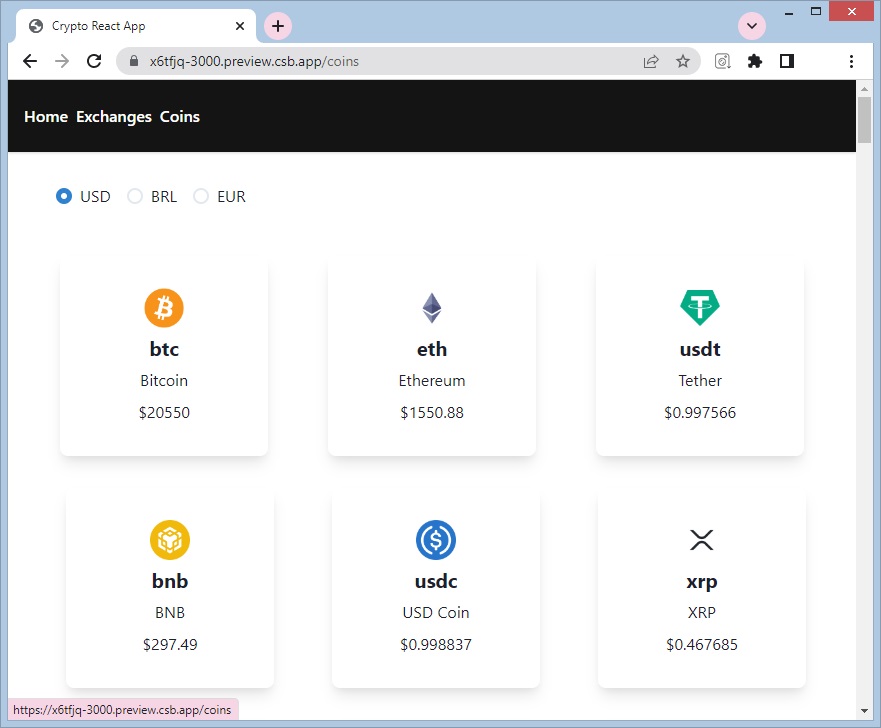 Crypto React App
x6tfjq-3000.preview.csb.app/coins
Home Exchanges Coins
USD BRL EUR
btc
Bitcoin
$20550
eth
Ethereum
$1550.88
usdt
Tether
$0.997566
bnb
BNB
$297.49
usdc
USD Coin
$0.998837
xrp
XRP
$0.467685
https://x6tfjq-3000.preview.csb.app/coins